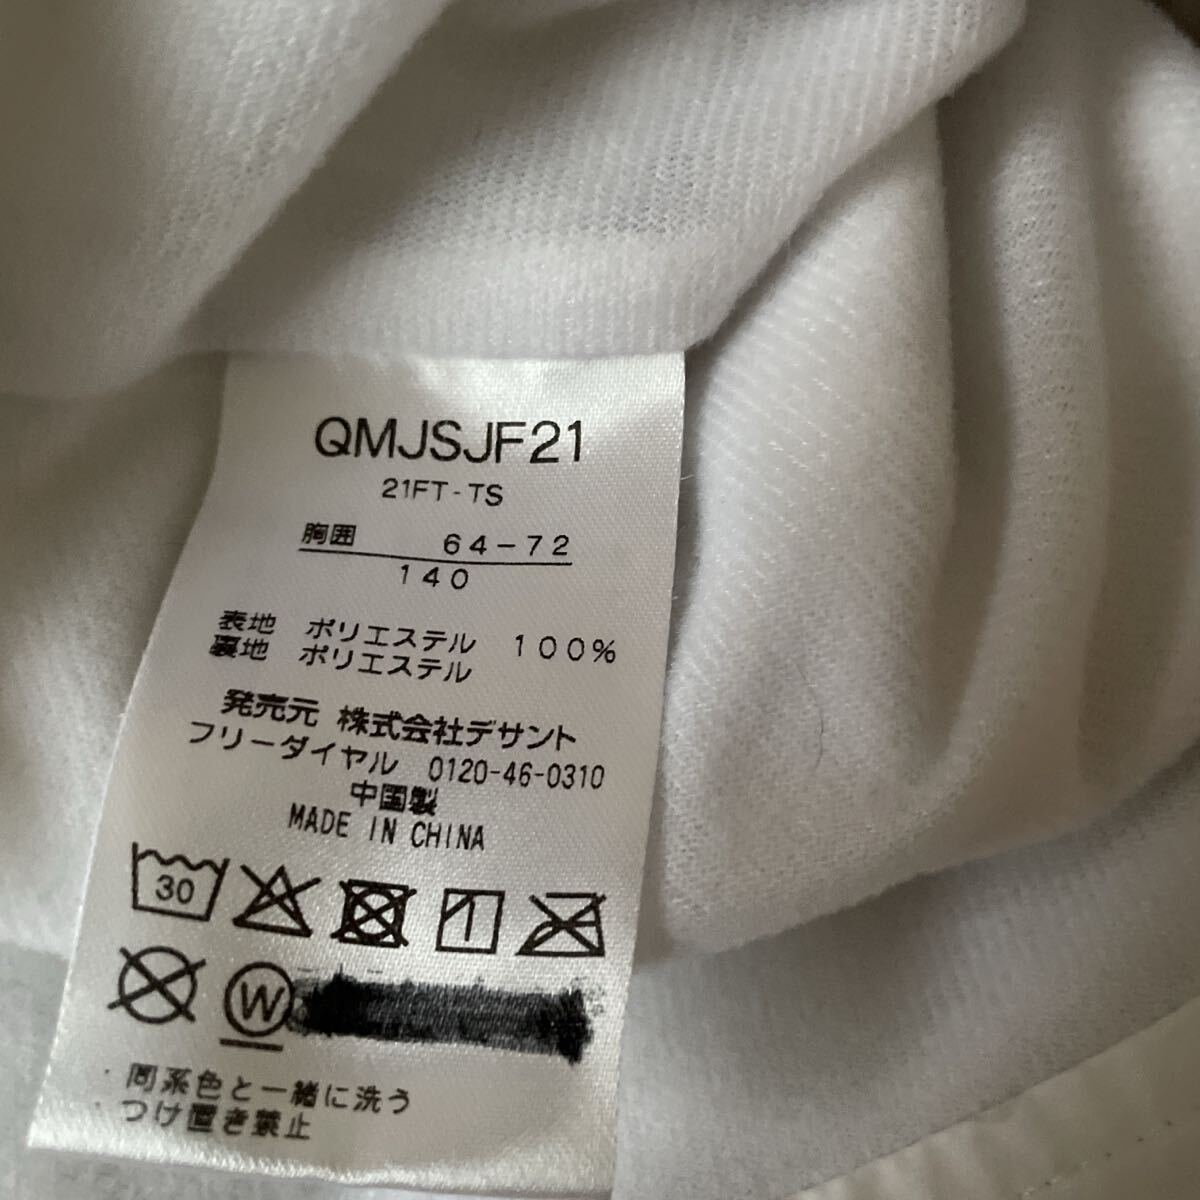 QMJSJF21
21FT-TS
胸囲 64-72
140
表地 ポリエステル 100%
裏地 ポリエステル
発売元 株式会社デサント
フリーダイヤル 0120-46-0310
中国製
MADE IN CHINA
30
W
同系色と一緒に洗う
つけ置き禁止